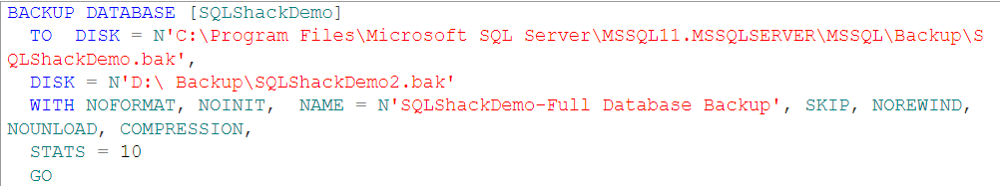 BACKUP DATABASE [SQLShackDemo]
TO  DISK = N'C:\Program Files\Microsoft SQL Server\MSSQL11.MSSQLSERVER\MSSQL\Backup\S
QLShackDemo.bak',
DISK = N'D:\ Backup\SQLShackDemo2.bak'
WITH NOFORMAT, NOINIT,  NAME = N'SQLShackDemo-Full Database Backup', SKIP, NOREWIND,
NOUNLOAD, COMPRESSION,
STATS = 10
GO